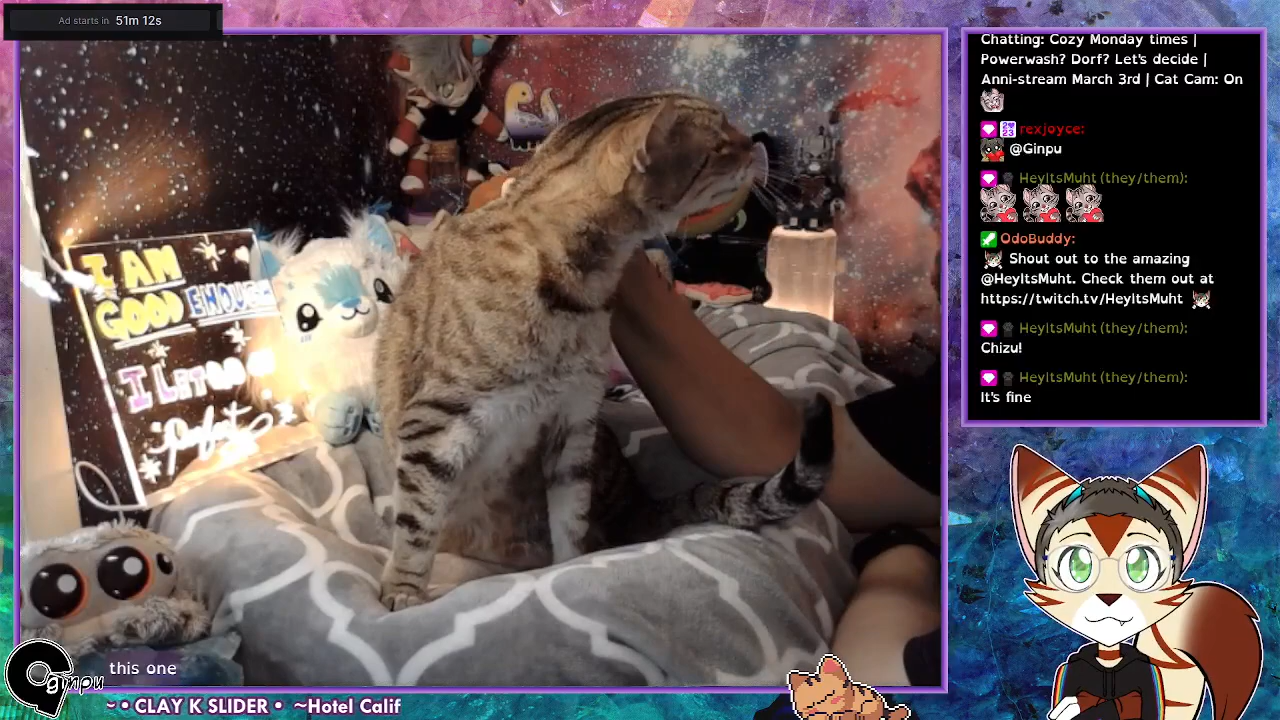 Ad starts in 51m 12s
Chatting: Cozy Monday times |
Powerwash? Dorf? Let's decide |
Anni-stream March 3rd | Cat Cam: On
rexjoyce:
@Ginpu
HeyItsMuht (they/them):
OdoBuddy:
Shout out to the amazing
@HeyItsMuht. Check them out at
https://twitch.tv/HeyItsMuht
HeyItsMuht (they/them):
Chizu!
HeyItsMuht (they/them):
It's fine
I AM
GOOD ENOUGH
perfect
this one
ginpu
~ • CLAY K SLIDER • ~Hotel Calif